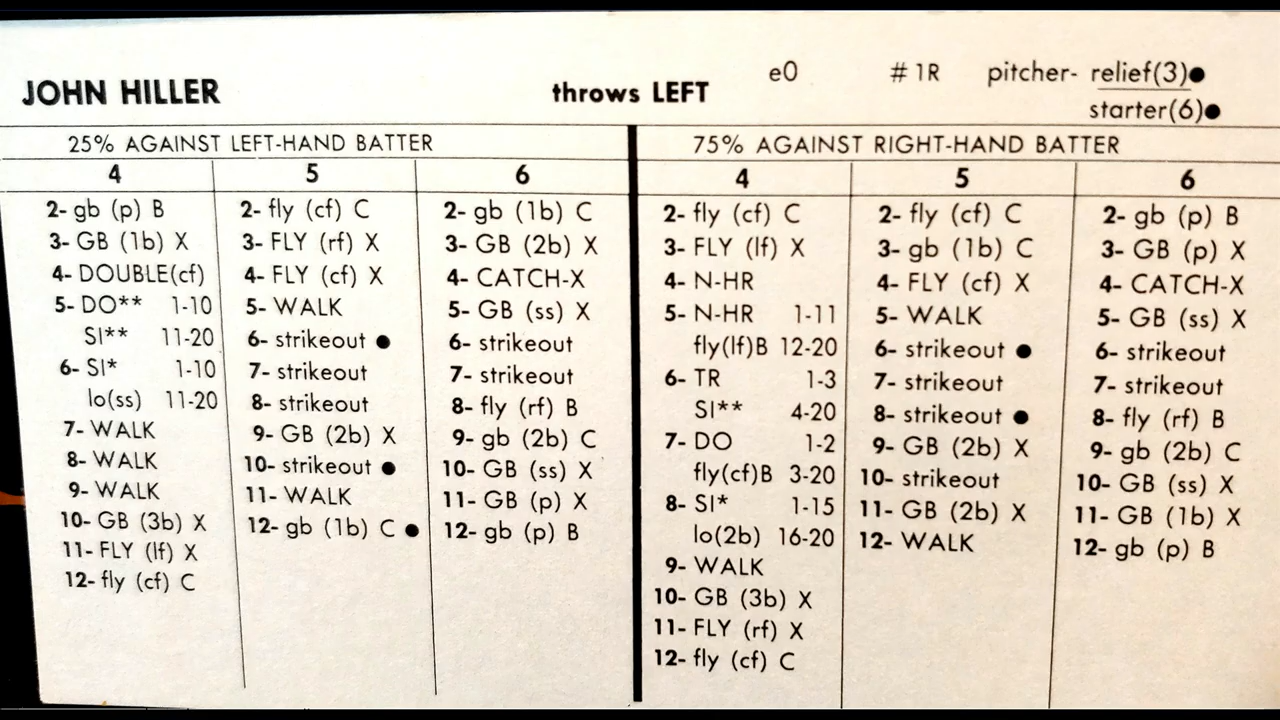 JOHN HILLER throws LEFT e0 # 1R pitcher- relief(3)●
starter(6)●
25% AGAINST LEFT-HAND BATTER
4 5 6
2- gb (p) B
3- GB (1b) X
4- DOUBLE(cf)
5- DO** 1-10
SI** 11-20
6- SI* 1-10
lo(ss) 11-20
7- WALK
8- WALK
9- WALK
10- GB (3b) X
11- FLY (lf) X
12- fly (cf) C
2- fly (cf) C
3- FLY (rf) X
4- FLY (cf) X
5- WALK
6- strikeout ●
7- strikeout
8- strikeout
9- GB (2b) X
10- strikeout ●
11- WALK
12- gb (1b) C ●
2- gb (1b) C
3- GB (2b) X
4- CATCH-X
5- GB (ss) X
6- strikeout
7- strikeout
8- fly (rf) B
9- gb (2b) C
10- GB (ss) X
11- GB (p) X
12- gb (p) B
75% AGAINST RIGHT-HAND BATTER
4 5 6
2- fly (cf) C
3- FLY (lf) X
4- N-HR
5- N-HR 1-11
fly(lf)B 12-20
6- TR 1-3
SI** 4-20
7- DO 1-2
fly(cf)B 3-20
8- SI* 1-15
lo(2b) 16-20
9- WALK
10- GB (3b) X
11- FLY (rf) X
12- fly (cf) C
2- fly (cf) C
3- gb (1b) C
4- FLY (cf) X
5- WALK
6- strikeout ●
7- strikeout
8- strikeout ●
9- GB (2b) X
10- strikeout
11- GB (2b) X
12- WALK
2- gb (p) B
3- GB (p) X
4- CATCH-X
5- GB (ss) X
6- strikeout
7- strikeout
8- fly (rf) B
9- gb (2b) C
10- GB (ss) X
11- GB (1b) X
12- gb (p) B